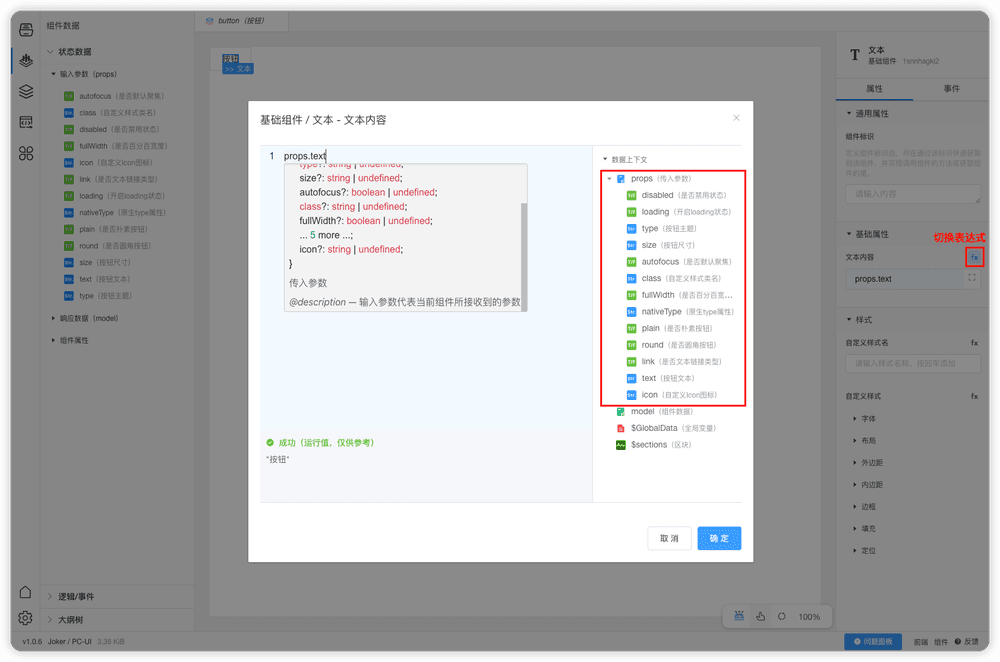 组件数据
button（按钮）
状态数据
输入参数（props）
autofocus（是否默认聚焦）
class（自定义样式类名）
disabled（是否禁用状态）
fullWidth（是否百分百宽度）
icon（自定义Icon图标）
link（是否文本链接类型）
loading（开启loading状态）
nativeType（原生type属性）
plain（是否朴素按钮）
round（是否圆角按钮）
size（按钮尺寸）
text（按钮文本）
type（按钮主题）
响应数据（model）
组件属性
逻辑/事件
大纲树
v1.0.6 Joker / PC-UI 3.36 KiB
按钮
>> 文本
基础组件 / 文本 - 文本内容
1 props.text
type?: string | undefined;
size?: string | undefined;
autofocus?: boolean | undefined;
class?: string | undefined;
fullWidth?: boolean | undefined;
... 5 more ...;
icon?: string | undefined;
}
传入参数
@description — 输入参数代表当前组件所接收到的参数
成功（运行值，仅供参考）
"按钮"
数据上下文
props（传入参数）
disabled（是否禁用状态）
loading（开启loading状态）
type（按钮主题）
size（按钮尺寸）
autofocus（是否默认聚焦）
class（自定义样式类名）
fullWidth（是否百分百宽...
nativeType（原生type属性）
plain（是否朴素按钮）
round（是否圆角按钮）
link（是否文本链接类型）
text（按钮文本）
icon（自定义Icon图标）
model（组件数据）
$GlobalData（全局变量）
$sections（区块）
取 消
确 定
100%
T 文本
基础组件 1snnhagki2
属性 事件
通用属性
组件标识
请输入内容
基础属性
切换表达式
文本内容 fx
props.text
样式
自定义样式名 fx
请输入样式名称，按回车添加
自定义样式 fx
字体
布局
外边距
内边距
边框
填充
定位
问题面板 前端 组件 反馈